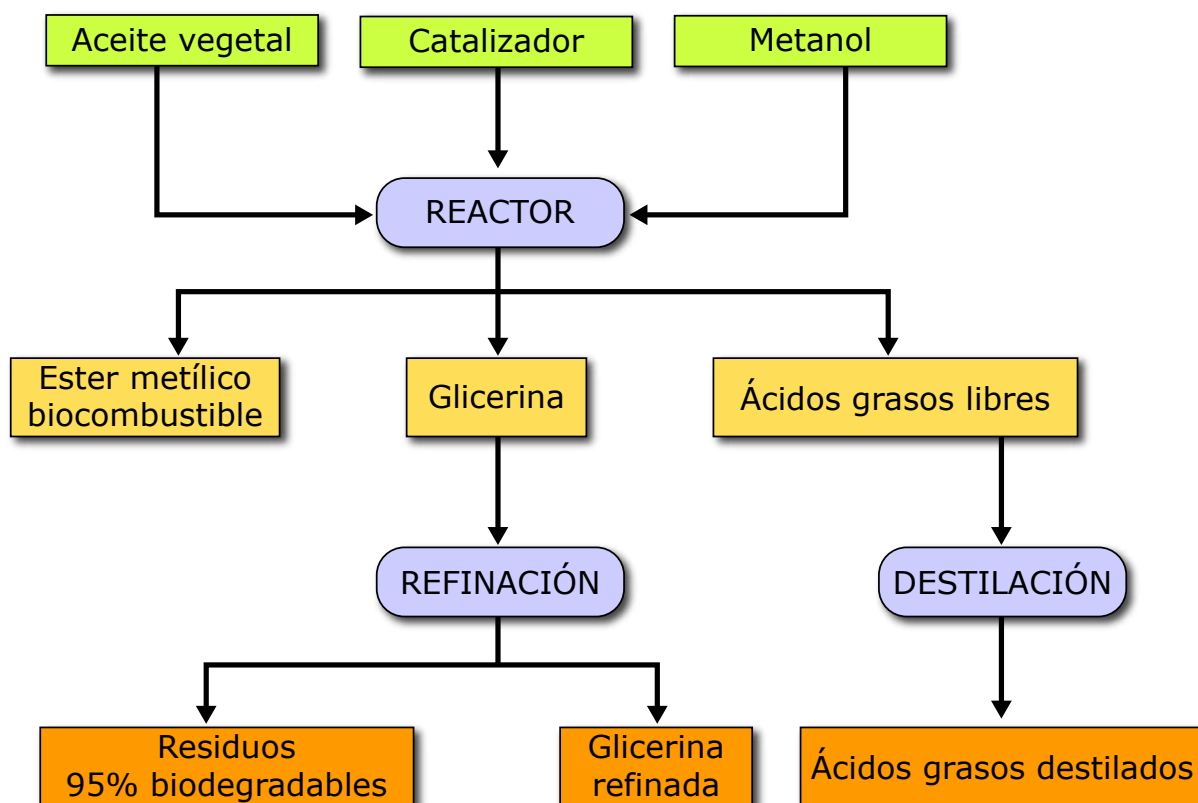 Aceite vegetal
Catalizador
Metanol
REACTOR
Ester metílico
biocombustible
Glicerina
Ácidos grasos libres
REFINACIÓN
DESTILACIÓN
Residuos
95% biodegradables
Glicerina
refinada
Ácidos grasos destilados